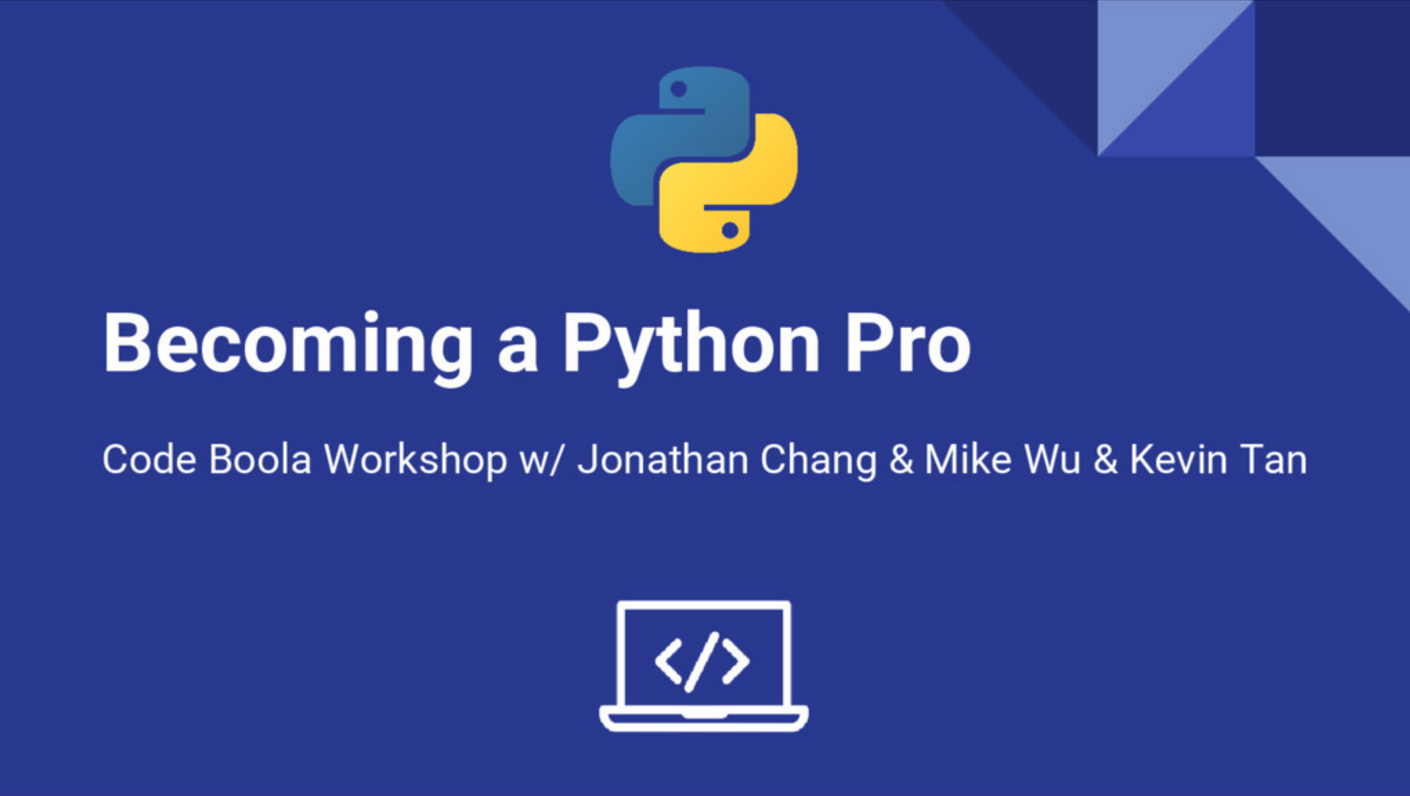 Becoming a Python Pro
Code Boola Workshop w/ Jonathan Chang & Mike Wu & Kevin Tan
</>